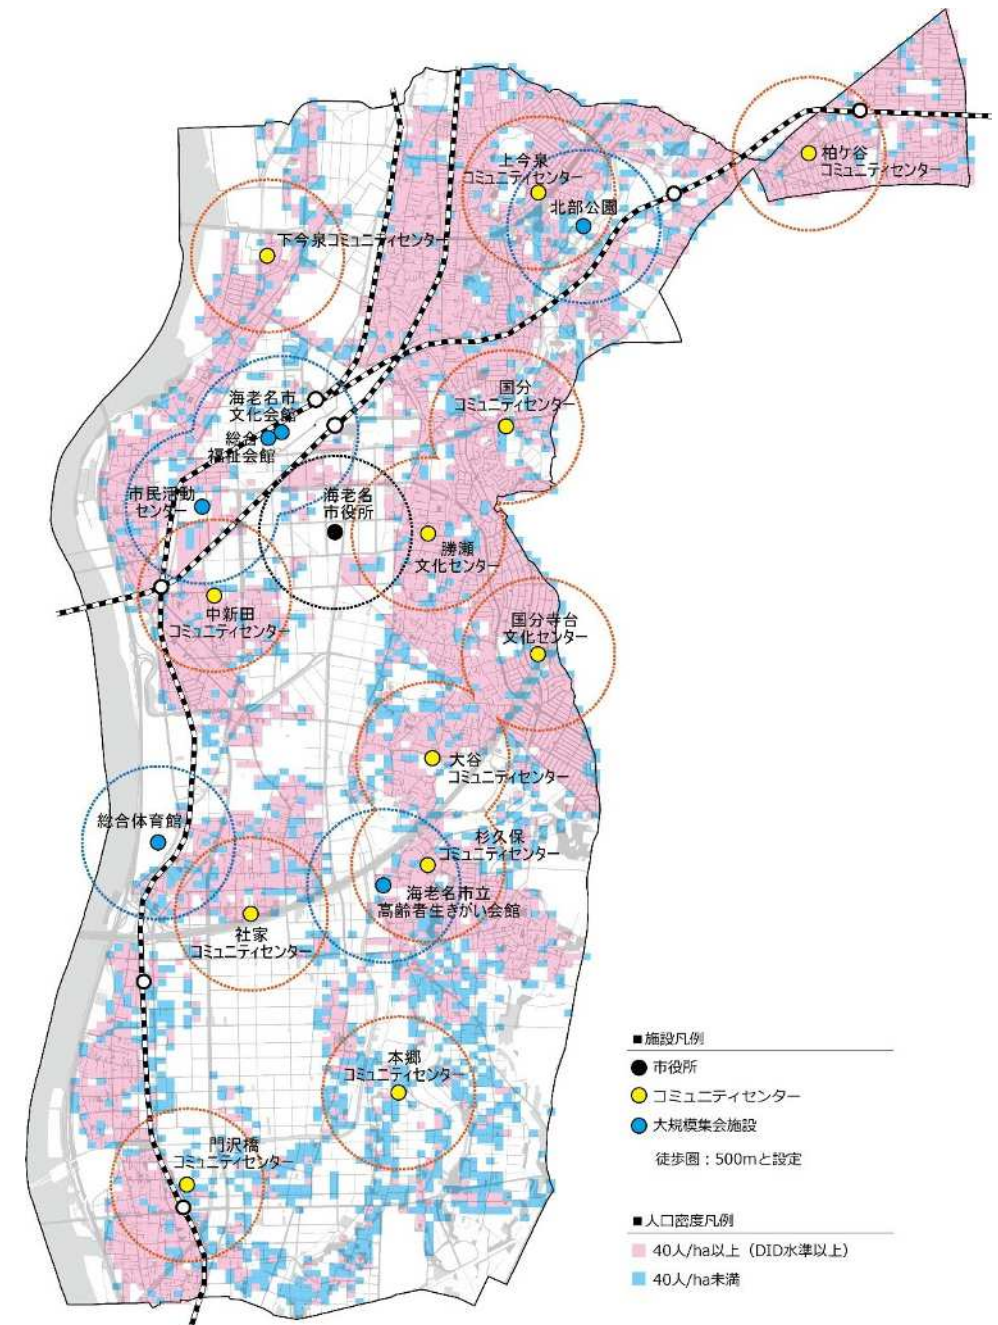 上今泉
コミュニティセンター
北部公園
柏ケ谷
コミュニティセンター
下今泉コミュニティセンター
海老名市
文化会館
総合
福祉会館
国分
コミュニティセンター
市民活動
センター
海老名
市役所
勝瀬
文化センター
中新田
コミュニティセンター
国分寺台
文化センター
大谷
コミュニティセンター
総合体育館
杉久保
コミュニティセンター
海老名市立
高齢者生きがい会館
社家
コミュニティセンター
本郷
コミュニティセンター
門沢橋
コミュニティセンター
■施設凡例
市役所
コミュニティセンター
大規模集会施設
徒歩圏:500mと設定
■人口密度凡例
40人/ha以上(DID水準以上)
40人/ha未満